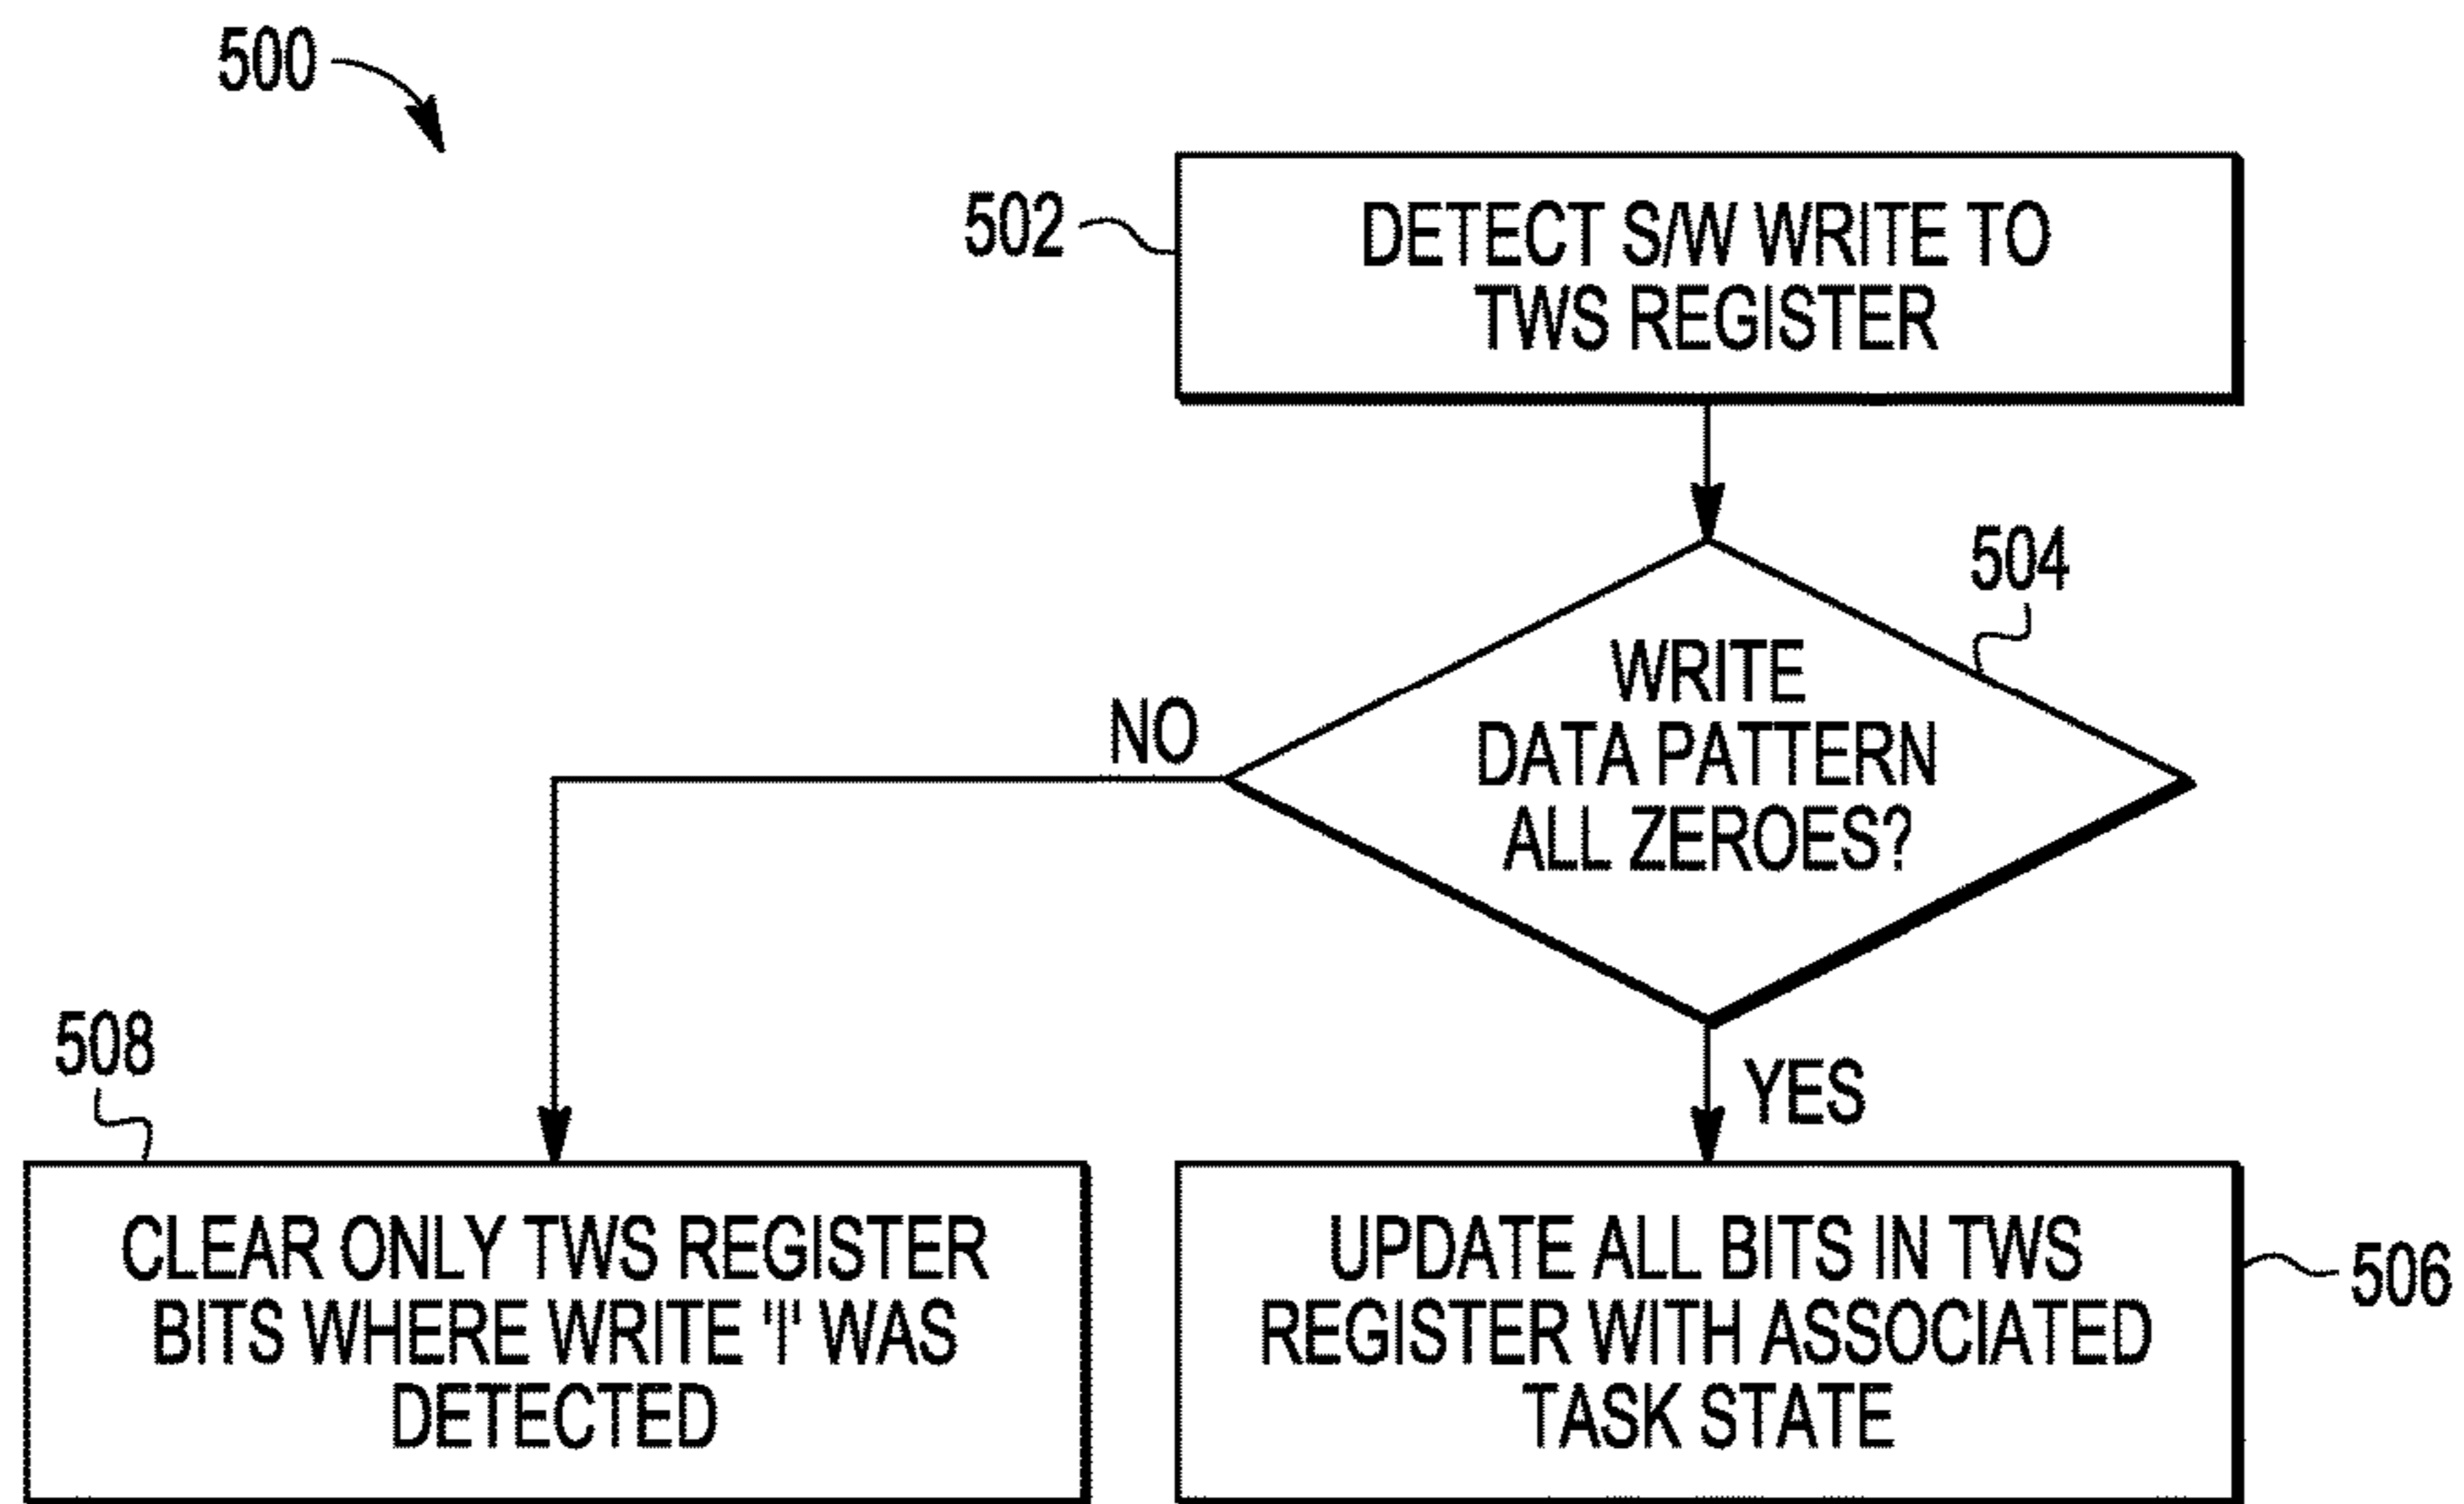 500
502
DETECT S/W WRITE TO
TWS REGISTER
504
WRITE
DATA PATTERN
ALL ZEROES?
NO
YES
508
CLEAR ONLY TWS REGISTER
BITS WHERE WRITE '1' WAS
DETECTED
UPDATE ALL BITS IN TWS
REGISTER WITH ASSOCIATED
TASK STATE
506